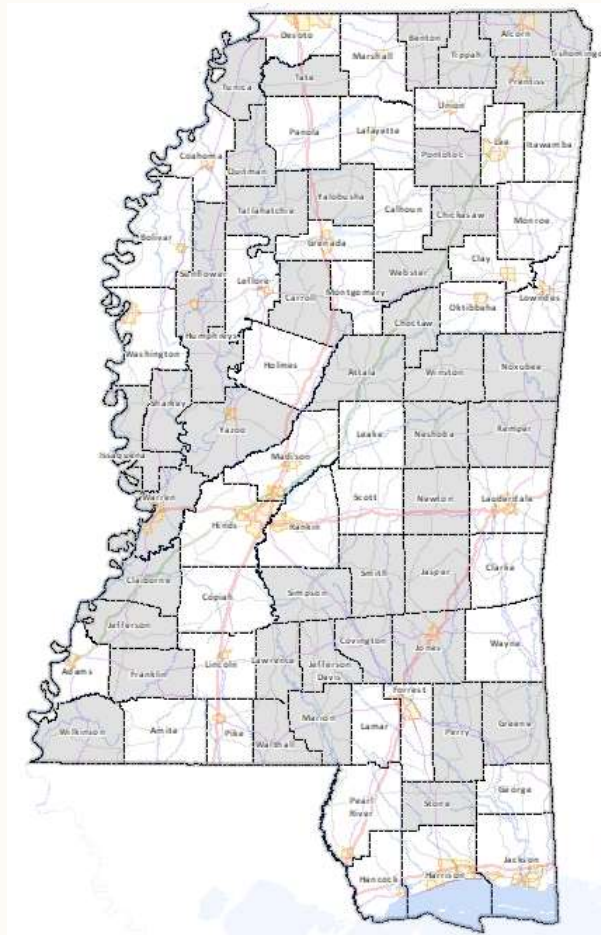 Desoto
Marshall
Benton
Tippah
Alcorn
Tishomingo
Prentiss
Tunica
Tate
Union
Panola
Lafayette
Lee
Itawamba
Pontotoc
Coahoma
Quitman
Yalobusha
Tallahatchie
Calhoun
Chickasaw
Monroe
Bolivar
Grenada
Clay
Sunflower
Leflore
Webster
Montgomery
Carroll
Oktibbeha
Lowndes
Choctaw
Humphreys
Washington
Holmes
Attala
Winston
Noxubee
Sharkey
Yazoo
Leake
Neshoba
Kemper
Issaquena
Madison
Warren
Scott
Newton
Lauderdale
Hinds
Rankin
Smith
Jasper
Clarke
Claiborne
Copiah
Simpson
Jefferson
Covington
Jones
Wayne
Adams
Franklin
Lincoln
Lawrence
Jefferson
Davis
Forrest
Marion
Lamar
Perry
Greene
Wilkinson
Amite
Pike
Walthall
George
Pearl
River
Stone
Hancock
Harrison
Jackson